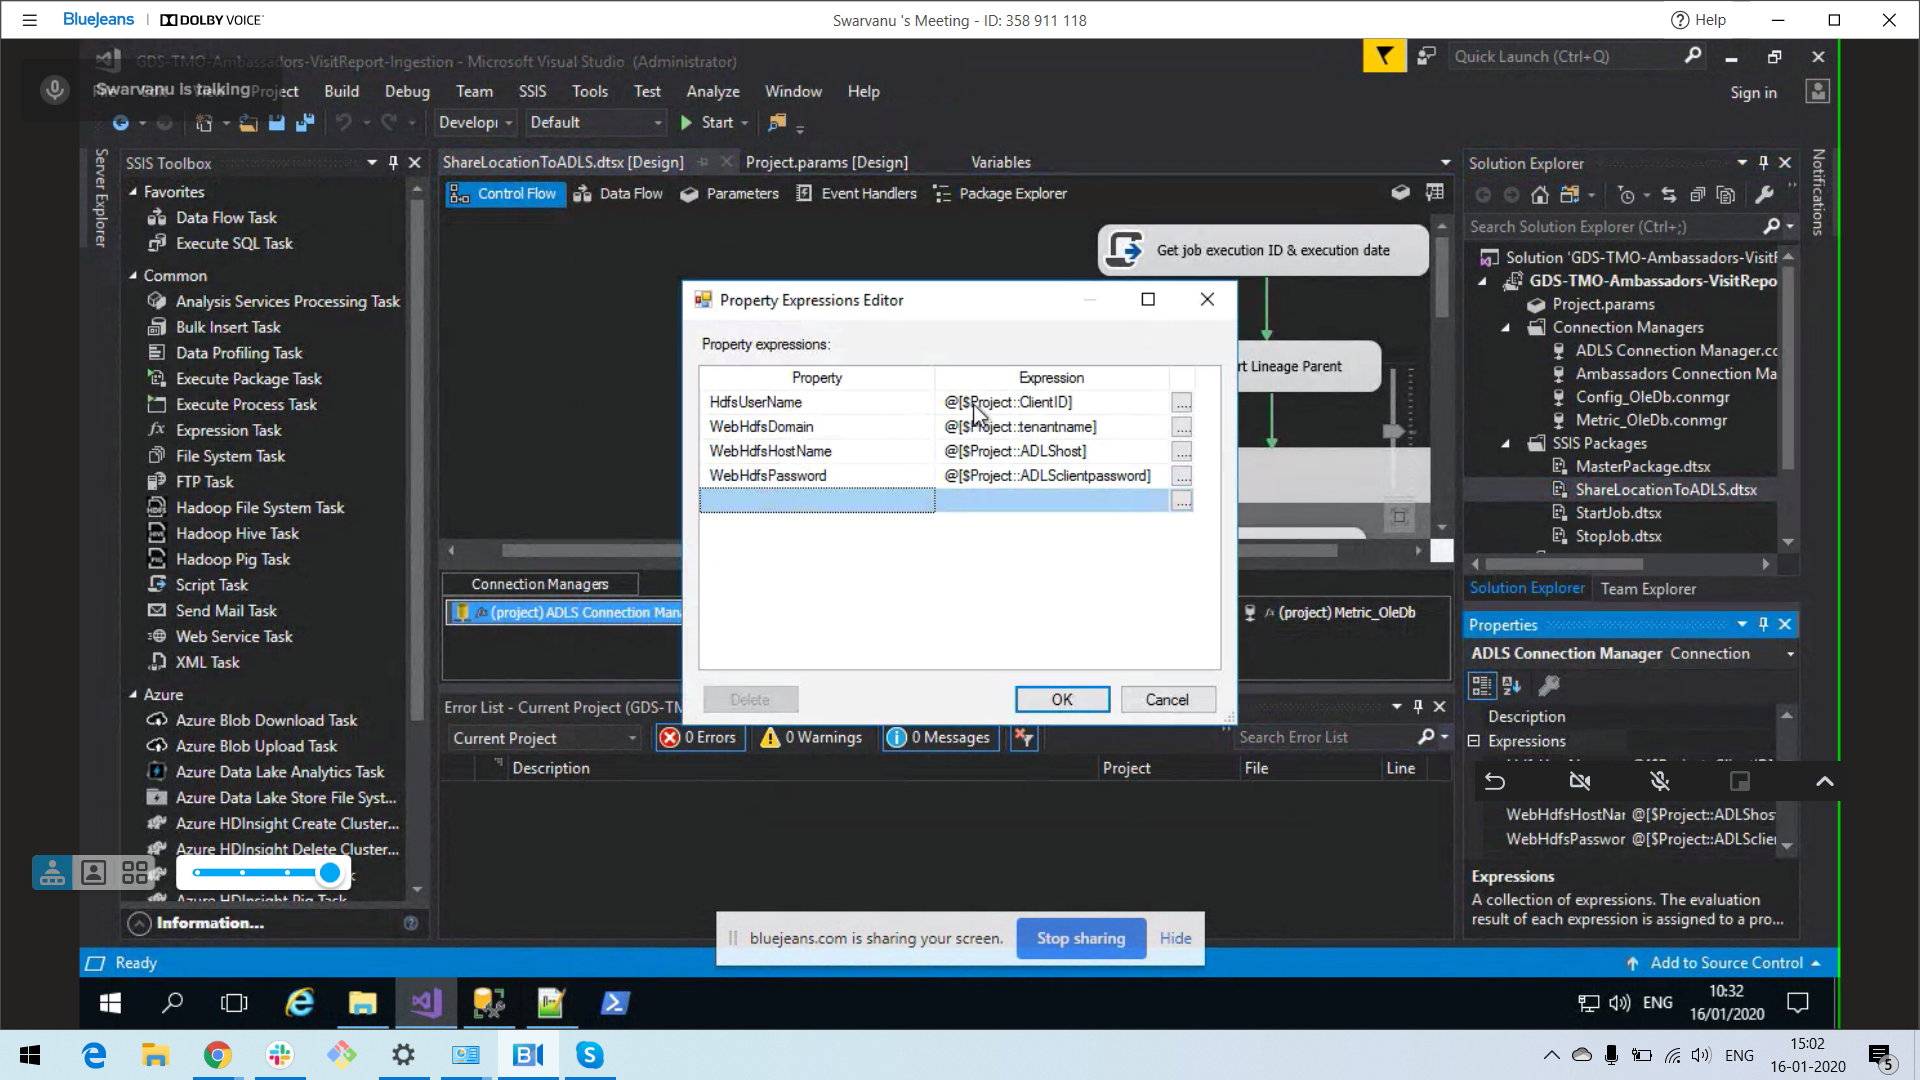 BlueJeans
DOLBY VOICE
Swarvanu 's Meeting - ID: 358 911 118
Help
GDS-TMO-Ambassadors-VisitReport-Ingestion - Microsoft Visual Studio (Administrator)
Quick Launch (Ctrl+Q)
Swarvanu is talking
Project
Build
Debug
Team
SSIS
Tools
Test
Analyze
Window
Help
Sign in
Developi
Default
Start
Server Explorer
SSIS Toolbox
Favorites
Data Flow Task
Execute SQL Task
Common
Analysis Services Processing Task
Bulk Insert Task
Data Profiling Task
Execute Package Task
Execute Process Task
Expression Task
File System Task
FTP Task
Hadoop File System Task
Hadoop Hive Task
Hadoop Pig Task
Script Task
Send Mail Task
Web Service Task
XML Task
Azure
Azure Blob Download Task
Azure Blob Upload Task
Azure Data Lake Analytics Task
Azure Data Lake Store File Syst...
Azure HDInsight Create Cluster...
Azure HDInsight Delete Cluster...
Azure HDInsight Pig Task
Information...
ShareLocationToADLS.dtsx [Design]
Project.params [Design]
Variables
Control Flow
Data Flow
Parameters
Event Handlers
Package Explorer
Get job execution ID & execution date
rt Lineage Parent
Property Expressions Editor
Property expressions:
Property
Expression
HdfsUserName
@[$Project::ClientID]
WebHdfsDomain
@[$Project::tenantname]
WebHdfsHostName
@[$Project::ADLShost]
WebHdfsPassword
@[$Project::ADLSclientpassword]
Delete
OK
Cancel
Connection Managers
(project) ADLS Connection Man
(project) Metric_OleDb
Error List - Current Project (GDS-TM
Current Project
0 Errors
0 Warnings
0 Messages
Search Error List
Description
Project
File
Line
Notifications
Solution Explorer
Search Solution Explorer (Ctrl+;)
Solution 'GDS-TMO-Ambassadors-VisitF
GDS-TMO-Ambassadors-VisitRepo
Project.params
Connection Managers
ADLS Connection Manager.cc
Ambassadors Connection Ma
Config_OleDb.conmgr
Metric_OleDb.conmgr
SSIS Packages
MasterPackage.dtsx
ShareLocationToADLS.dtsx
StartJob.dtsx
StopJob.dtsx
Solution Explorer
Team Explorer
Properties
ADLS Connection Manager Connection
Description
Expressions
WebHdfsHostNar @[$Project::ADLShos
WebHdfsPasswor @[$Project::ADLSclie
Expressions
A collection of expressions. The evaluation
result of each expression is assigned to a pro...
bluejeans.com is sharing your screen.
Stop sharing
Hide
Ready
Add to Source Control
ENG
10:32
16/01/2020
ENG
15:02
16-01-2020
5